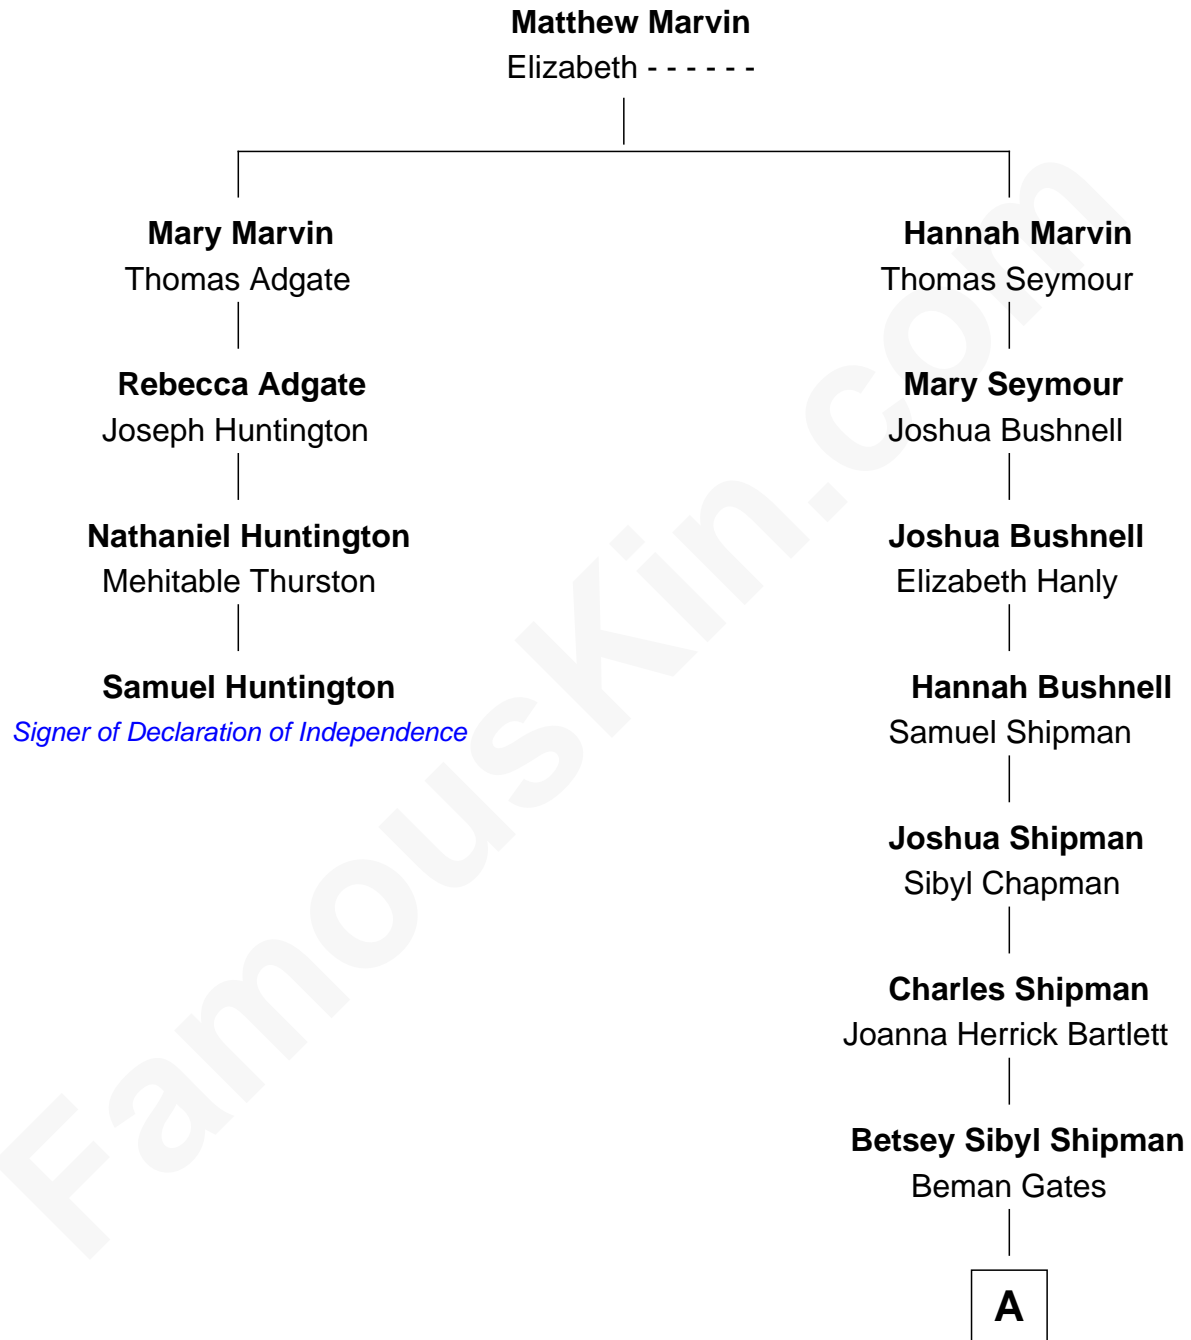 Matthew Marvin
Elizabeth - - - - - -
Mary Marvin
Thomas Adgate
Hannah Marvin
Thomas Seymour
Rebecca Adgate
Joseph Huntington
Mary Seymour
Joshua Bushnell
Nathaniel Huntington
Mehitable Thurston
Joshua Bushnell
Elizabeth Hanly
Samuel Huntington
Signer of Declaration of Independence
Hannah Bushnell
Samuel Shipman
Joshua Shipman
Sibyl Chapman
Charles Shipman
Joanna Herrick Bartlett
Betsey Sibyl Shipman
Beman Gates
A
FamousKin.com